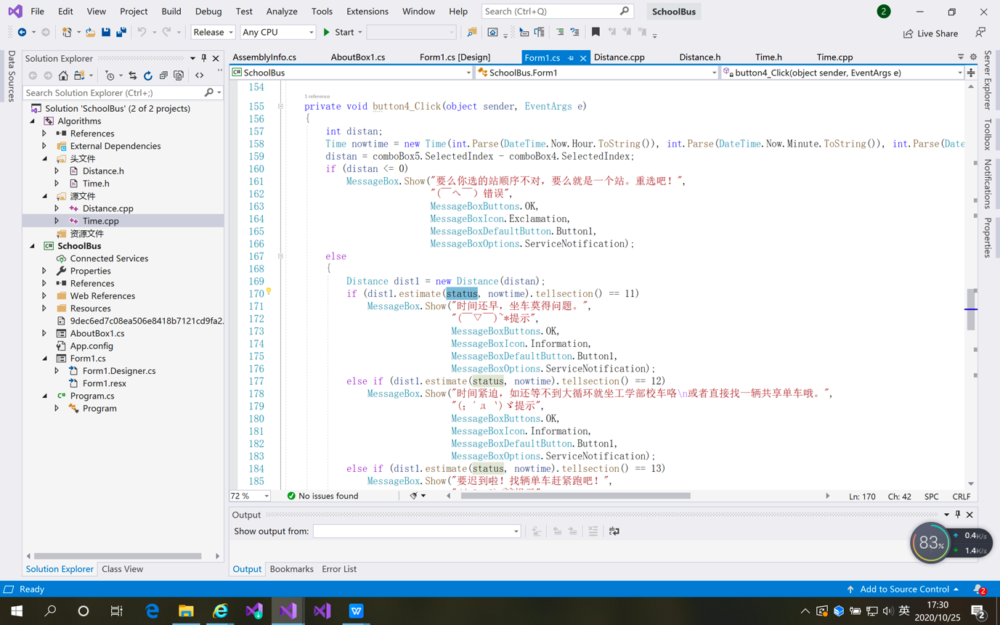 File Edit View Project Build Debug Test Analyze Tools Extensions Window Help Search (Ctrl+Q) SchoolBus 2
Release Any CPU Start Live Share
Data Sources
Solution Explorer
Search Solution Explorer (Ctrl+;)
Solution 'SchoolBus' (2 of 2 projects)
Algorithms
References
External Dependencies
头文件
Distance.h
Time.h
源文件
Distance.cpp
Time.cpp
资源文件
C# SchoolBus
Connected Services
Properties
References
Web References
Resources
9dec6ed7c08ea506e8418b7121cd9fa2.
AboutBox1.cs
App.config
Form1.cs
Form1.Designer.cs
Form1.resx
C# Program.cs
Program
Solution Explorer Class View
AssemblyInfo.cs AboutBox1.cs Form1.cs [Design] Form1.cs Distance.cpp Distance.h Time.h Time.cpp
C# SchoolBus SchoolBus.Form1 button4_Click(object sender, EventArgs e)
154
1 reference
155 private void button4_Click(object sender, EventArgs e)
156 {
157 int distan;
158 Time nowtime = new Time(int.Parse(DateTime.Now.Hour.ToString()), int.Parse(DateTime.Now.Minute.ToString()), int.Parse(Date
159 distan = comboBox5.SelectedIndex - comboBox4.SelectedIndex;
160 if (distan <= 0)
161 MessageBox.Show("要么你选的站顺序不对，要么就是一个站。重选吧！",
162 "(￣へ￣) 错误",
163 MessageBoxButtons.OK,
164 MessageBoxIcon.Exclamation,
165 MessageBoxDefaultButton.Button1,
166 MessageBoxOptions.ServiceNotification);
167 else
168 {
169 Distance dist1 = new Distance(distan);
170 if (dist1.estimate(status, nowtime).tellsection() == 11)
171 MessageBox.Show("时间还早，坐车莫得问题。",
172 "(￣▽￣)~*提示",
173 MessageBoxButtons.OK,
174 MessageBoxIcon.Information,
175 MessageBoxDefaultButton.Button1,
176 MessageBoxOptions.ServiceNotification);
177 else if (dist1.estimate(status, nowtime).tellsection() == 12)
178 MessageBox.Show("时间紧迫，如还等不到大循环就坐工学部校车咯\n或者直接找一辆共享单车哦。",
179 "(；´д｀)ゞ提示",
180 MessageBoxButtons.OK,
181 MessageBoxIcon.Information,
182 MessageBoxDefaultButton.Button1,
183 MessageBoxOptions.ServiceNotification);
184 else if (dist1.estimate(status, nowtime).tellsection() == 13)
185 MessageBox.Show("要迟到啦！找辆单车赶紧跑吧！",
72 % No issues found Ln: 170 Ch: 42 SPC CRLF
Output
Show output from:
Output Bookmarks Error List
Server Explorer
Toolbox
Notifications
Properties
83% 0.4K/s
1.4K/s
Ready Add to Source Control 2
英 17:30
2020/10/25 2